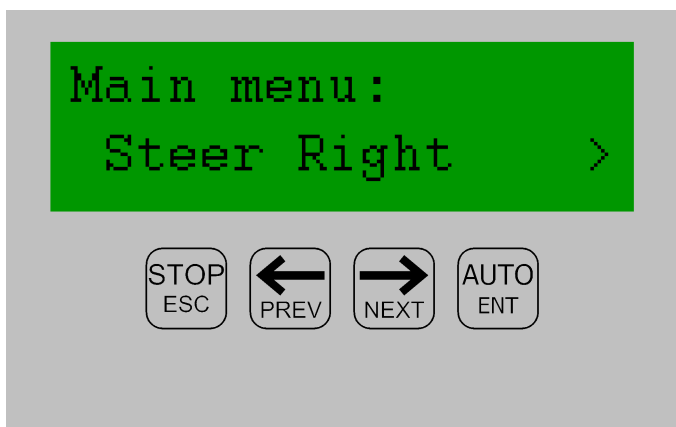 Main menu:
Steer Right >
STOP
ESC
PREV
NEXT
AUTO
ENT